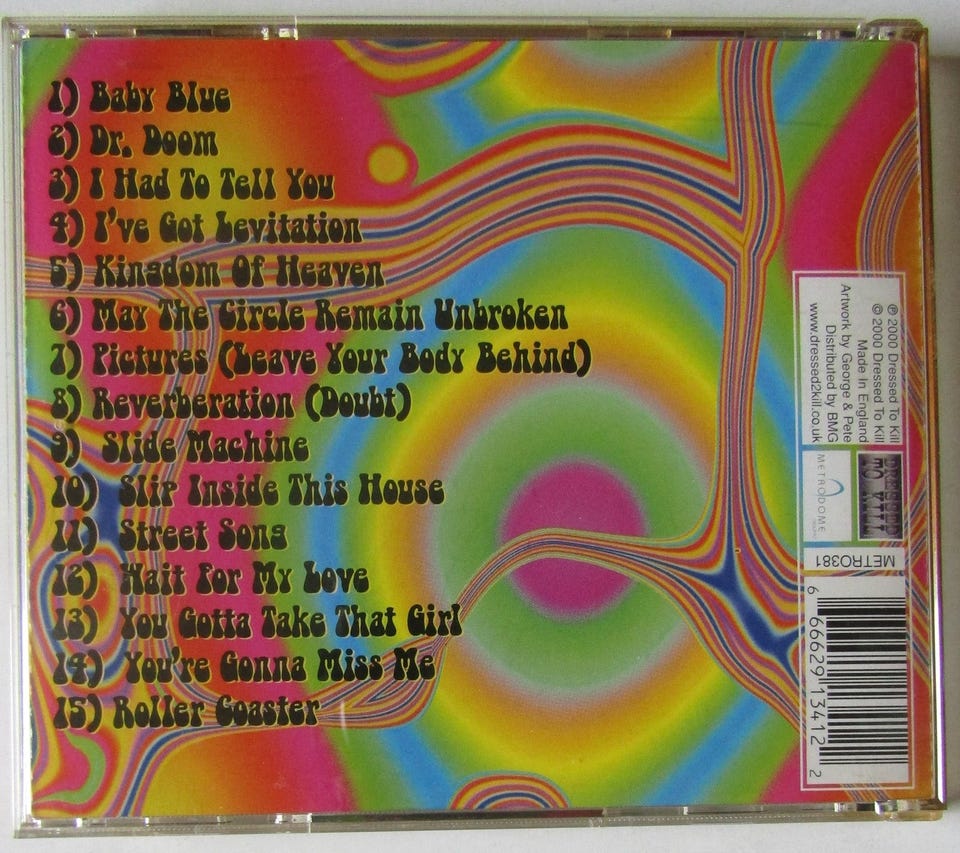 1) Baby Blue
2) Dr. Doom
3) I Had To Tell You
4) I've Got Levitation
5) Kingdom Of Heaven
6) May The Circle Remain Unbroken
7) Pictures (Leave Your Body Behind)
8) Reverberation (Doubt)
9) Slide Machine
10) Slip Inside This House
11) Street Song
12) Wait For My Love
13) You Gotta Take That Girl
14) You're Gonna Miss Me
15) Roller Coaster
℗ 2000 Dressed To Kill
© 2000 Dressed To Kill
Made In England
Artwork by George & Pete
Distributed by BMG
www.dressed2kill.co.uk
DRESSED
TO KILL
METRODOME
METRO381
6 66629 13412 2